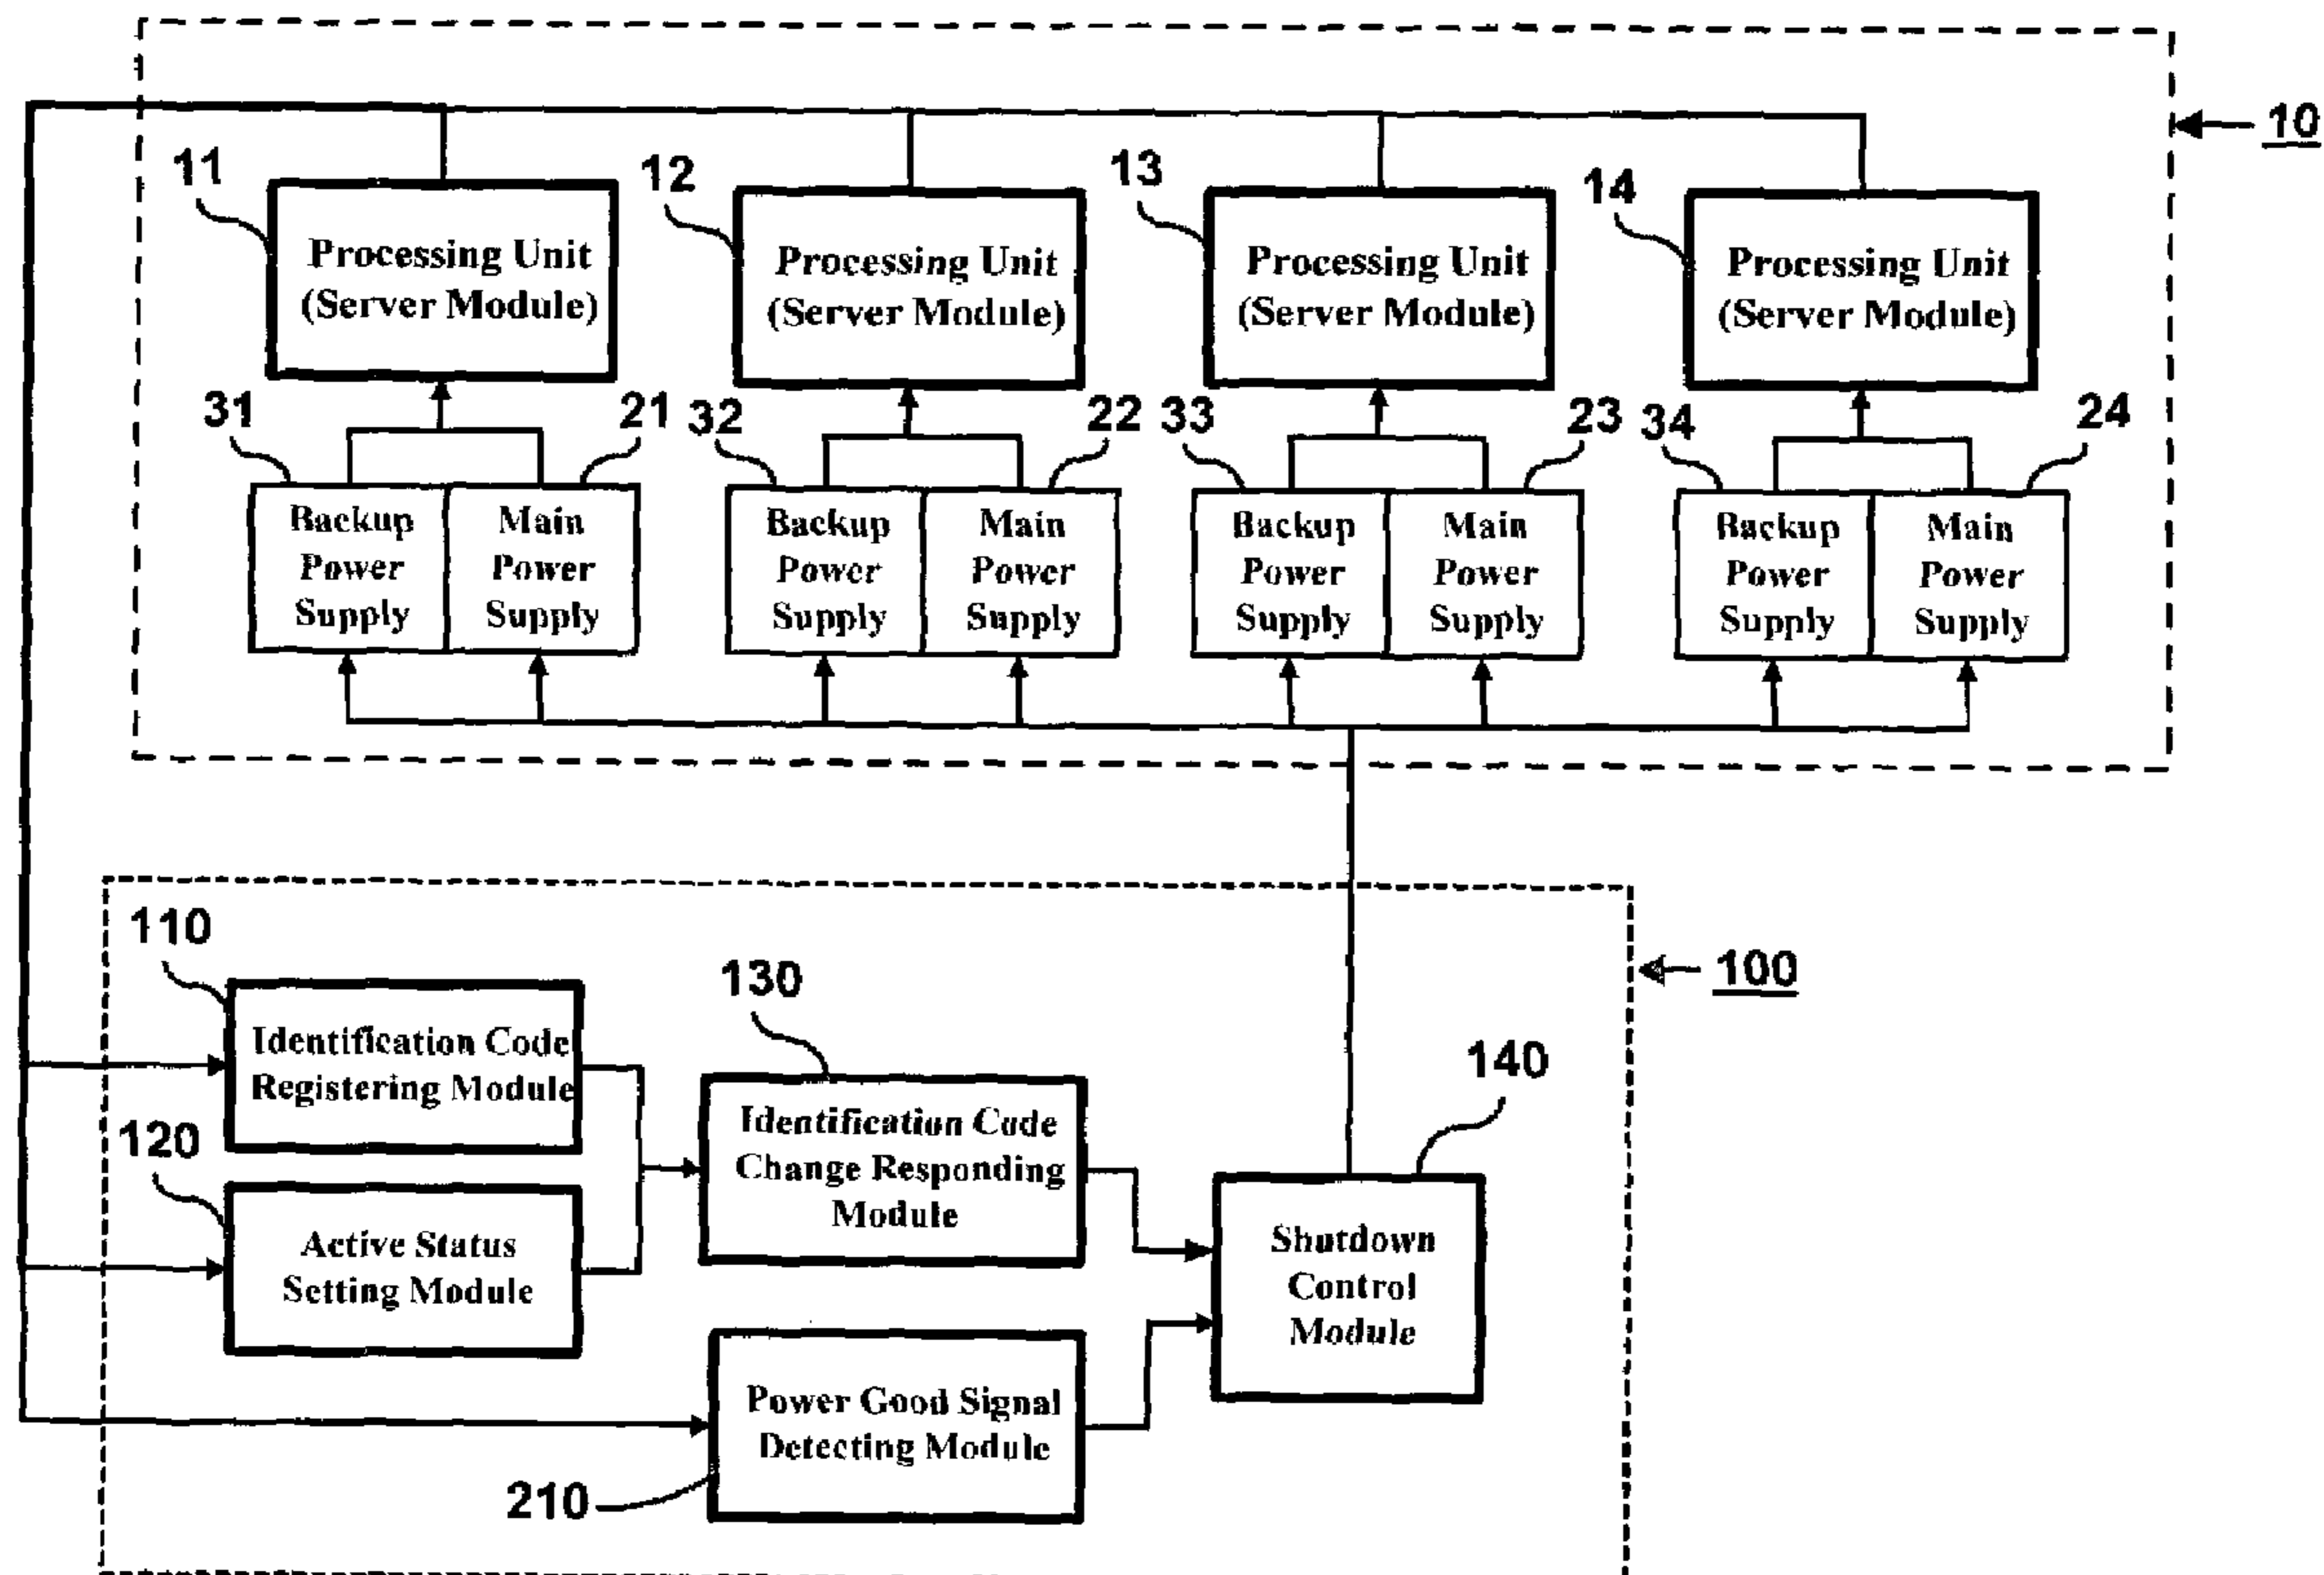 10
11
12
13
14
Processing Unit
(Server Module)
Processing Unit
(Server Module)
Processing Unit
(Server Module)
Processing Unit
(Server Module)
31
21
32
22
33
23
34
24
Backup
Power
Supply
Main
Power
Supply
Backup
Power
Supply
Main
Power
Supply
Backup
Power
Supply
Main
Power
Supply
Backup
Power
Supply
Main
Power
Supply
100
110
Identification Code
Registering Module
120
Active Status
Setting Module
130
Identification Code
Change Responding
Module
140
Shutdown
Control
Module
Power Good Signal
Detecting Module
210